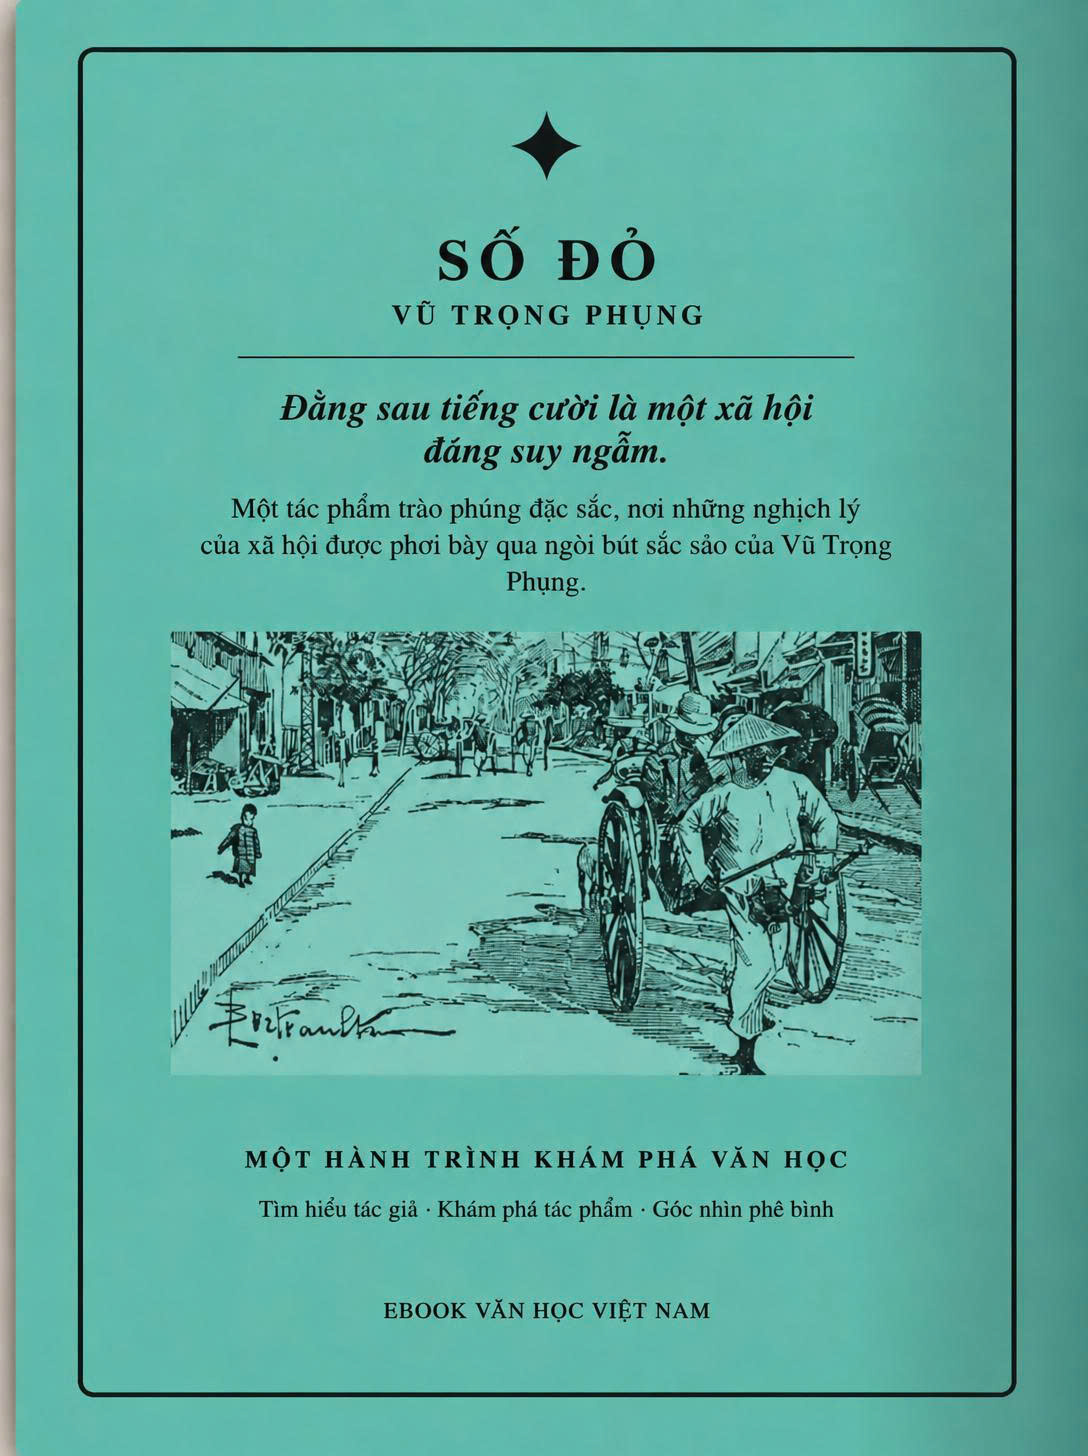 SỐ ĐỎ
VŨ TRỌNG PHỤNG
Đằng sau tiếng cười là một xã hội
đáng suy ngẫm.
Một tác phẩm trào phúng đặc sắc, nơi những nghịch lý
của xã hội được phơi bày qua ngòi bút sắc sảo của Vũ Trọng
Phụng.
MỘT HÀNH TRÌNH KHÁM PHÁ VĂN HỌC
Tìm hiểu tác giả · Khám phá tác phẩm · Góc nhìn phê bình
EBOOK VĂN HỌC VIỆT NAM